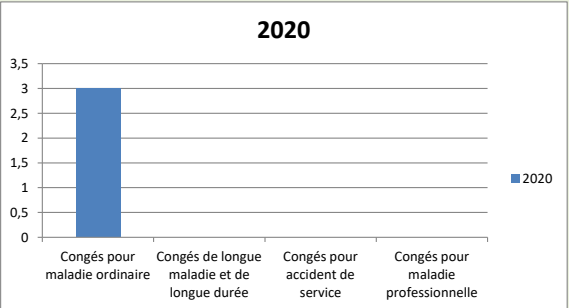 2020
3,5
3
2,5
2
1,5
1
0,5
0
Congés pour
maladie ordinaire
Congés de longue
maladie et de
longue durée
Congés pour
accident de
service
Congés pour
maladie
professionnelle
2020